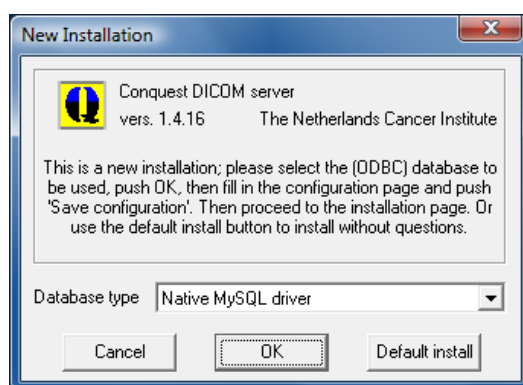 New Installation
Conquest DICOM server
vers. 1.4.16 The Netherlands Cancer Institute
This is a new installation; please select the (ODBC) database to
be used, push OK, then fill in the configuration page and push
'Save configuration'. Then proceed to the installation page. Or
use the default install button to install without questions.
Database type Native MySQL driver
Cancel OK Default install